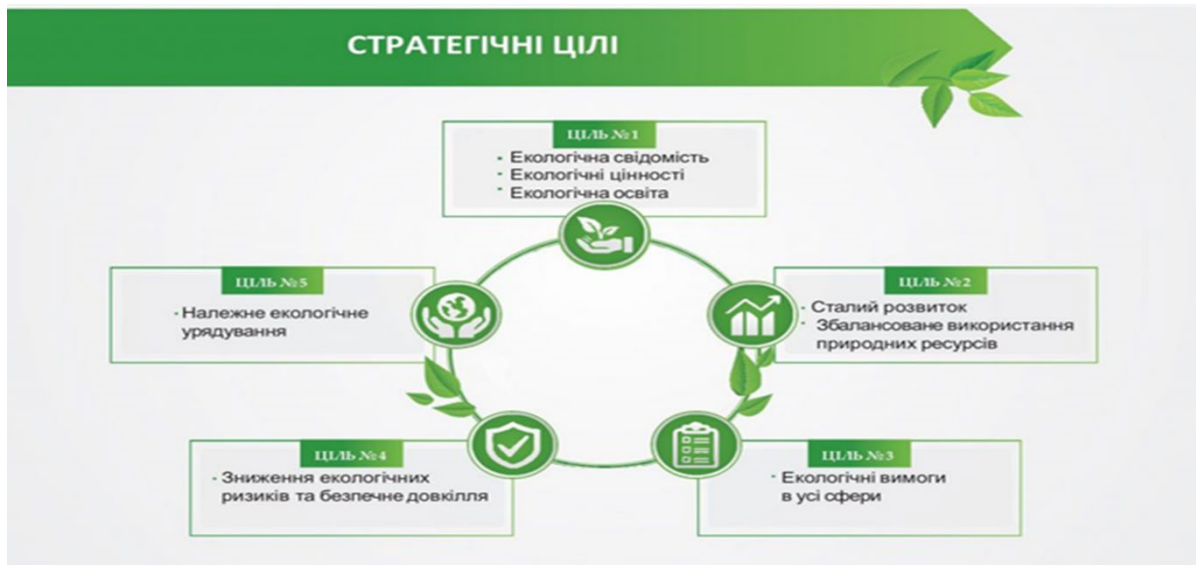 СТРАТЕГІЧНІ ЦІЛІ
ЦІЛЬ №1
- Екологічна свідомість
- Екологічні цінності
- Екологічна освіта
ЦІЛЬ №2
- Сталий розвиток
- Збалансоване використання
природних ресурсів
ЦІЛЬ №3
- Екологічні вимоги
в усі сфери
ЦІЛЬ №4
- Зниження екологічних
ризиків та безпечне довкілля
ЦІЛЬ №5
- Належне екологічне
урядування